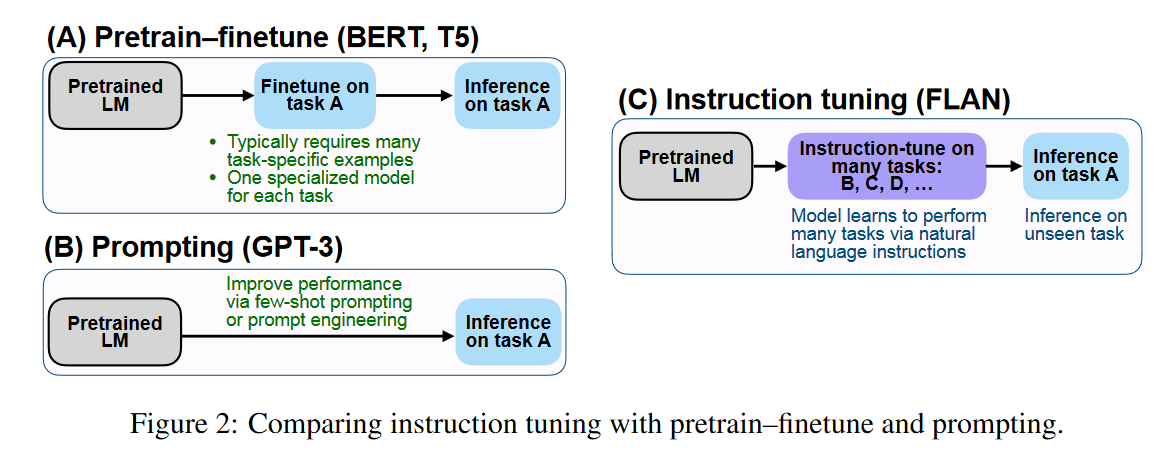 (A) Pretrain–finetune (BERT, T5)
Pretrained
LM
Finetune on
task A
Inference
on task A
• Typically requires many
task-specific examples
• One specialized model
for each task
(B) Prompting (GPT-3)
Pretrained
LM
Improve performance
via few-shot prompting
or prompt engineering
Inference
on task A
(C) Instruction tuning (FLAN)
Pretrained
LM
Instruction-tune on
many tasks:
B, C, D, …
Inference
on task A
Model learns to perform
many tasks via natural
language instructions
Inference on
unseen task
Figure 2: Comparing instruction tuning with pretrain–finetune and prompting.